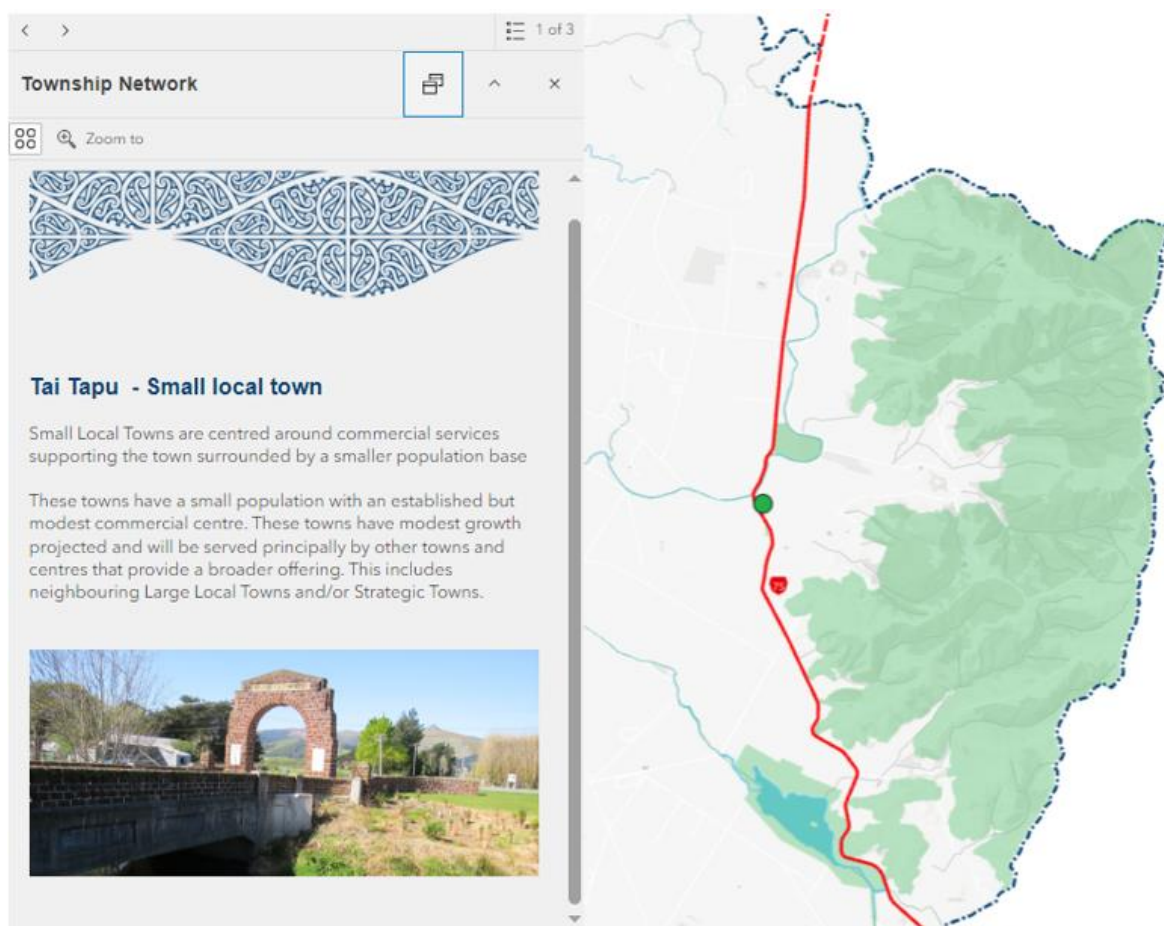 1 of 3
Township Network
Zoom to
Tai Tapu - Small local town
Small Local Towns are centred around commercial services
supporting the town surrounded by a smaller population base
These towns have a small population with an established but
modest commercial centre. These towns have modest growth
projected and will be served principally by other towns and
centres that provide a broader offering. This includes
neighbouring Large Local Towns and/or Strategic Towns.
75